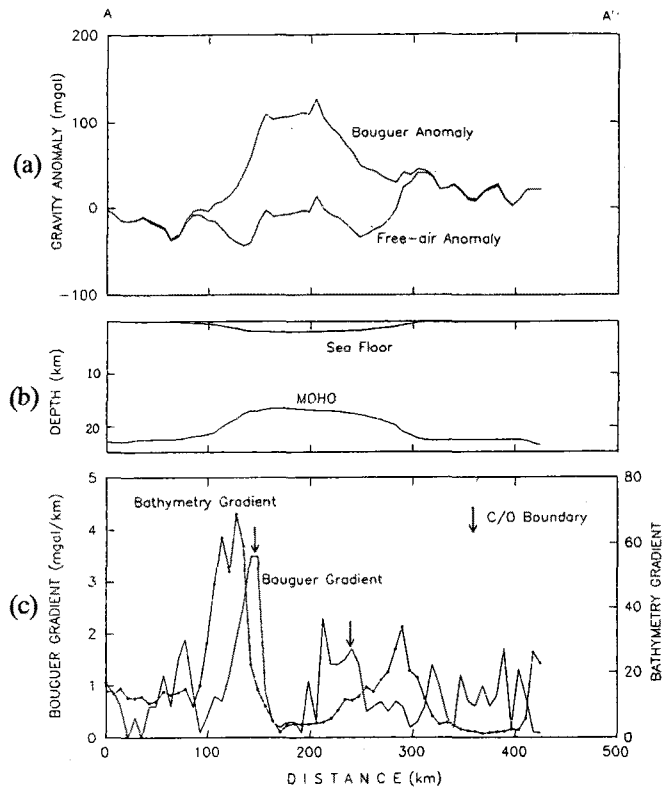 A A''
(a)
GRAVITY ANOMALY (mgal)
200
100
0
-100
Bouguer Anomaly
Free-air Anomaly
(b)
DEPTH (km)
10
20
Sea Floor
MOHO
(c)
BOUGUER GRADIENT (mgal/km)
5
4
3
2
1
0
Bathymetry Gradient
Bouguer Gradient
C/O Boundary
80
60
40
20
0
BATHYMETRY GRADIENT
0 100 200 300 400 500
DISTANCE (km)